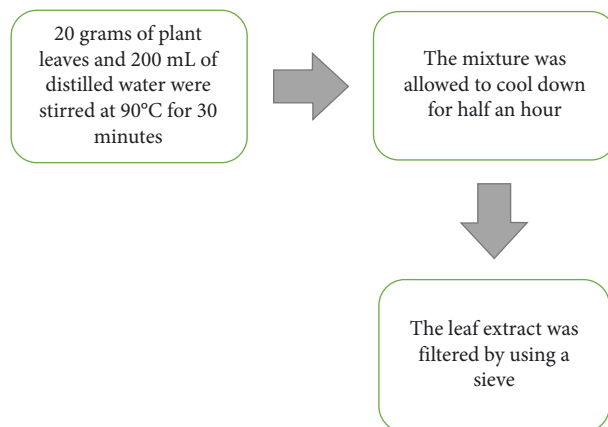 20 grams of plant
leaves and 200 mL of
distilled water were
stirred at 90°C for 30
minutes
The mixture was
allowed to cool down
for half an hour
The leaf extract was
filtered by using a
sieve